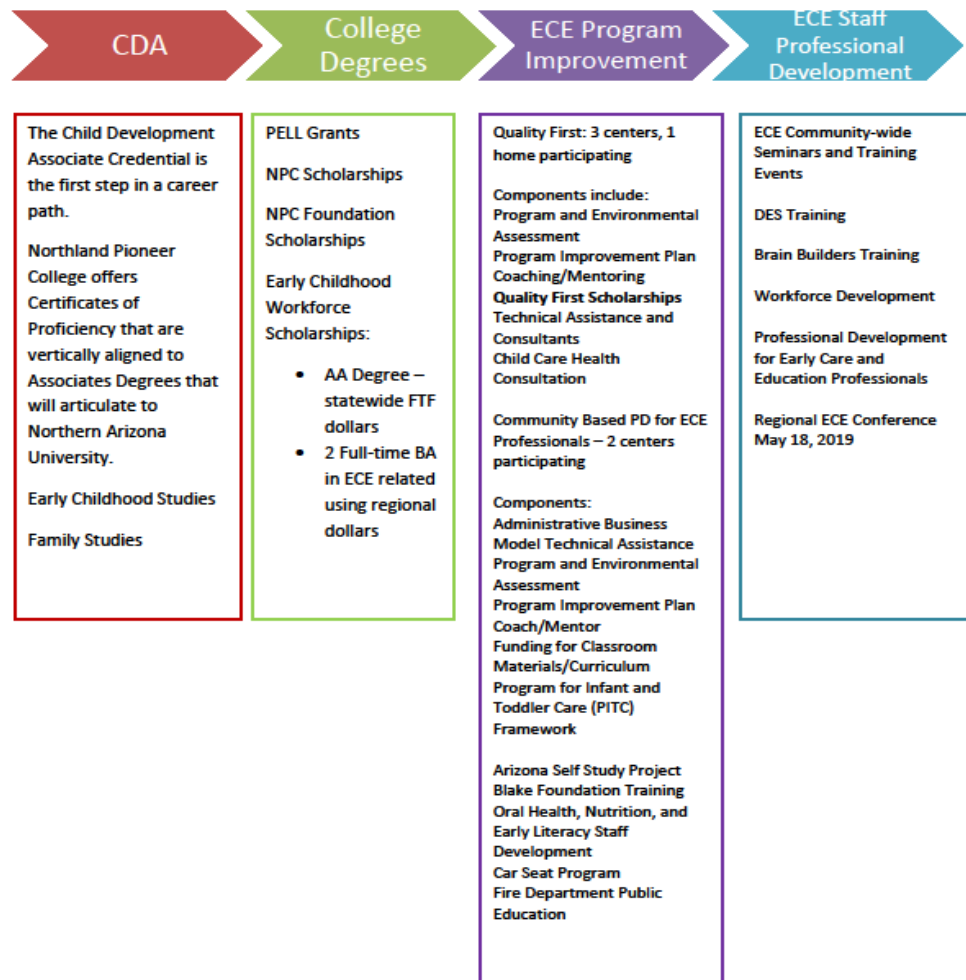 CDA
College
Degrees
ECE Program
Improvement
ECE Staff
Professional
Development
The Child Development
Associate Credential is
the first step in a career
path.
Northland Pioneer
College offers
Certificates of
Proficiency that are
vertically aligned to
Associates Degrees that
will articulate to
Northern Arizona
University.
Early Childhood Studies
Family Studies
PELL Grants
NPC Scholarships
NPC Foundation
Scholarships
Early Childhood
Workforce
Scholarships:
• AA Degree –
statewide FTF
dollars
• 2 Full-time BA
in ECE related
using regional
dollars
Quality First: 3 centers, 1
home participating
Components include:
Program and Environmental
Assessment
Program Improvement Plan
Coaching/Mentoring
Quality First Scholarships
Technical Assistance and
Consultants
Child Care Health
Consultation
Community Based PD for ECE
Professionals – 2 centers
participating
Components:
Administrative Business
Model Technical Assistance
Program and Environmental
Assessment
Program Improvement Plan
Coach/Mentor
Funding for Classroom
Materials/Curriculum
Program for Infant and
Toddler Care (PITC)
Framework
Arizona Self Study Project
Blake Foundation Training
Oral Health, Nutrition, and
Early Literacy Staff
Development
Car Seat Program
Fire Department Public
Education
ECE Community-wide
Seminars and Training
Events
DES Training
Brain Builders Training
Workforce Development
Professional Development
for Early Care and
Education Professionals
Regional ECE Conference
May 18, 2019